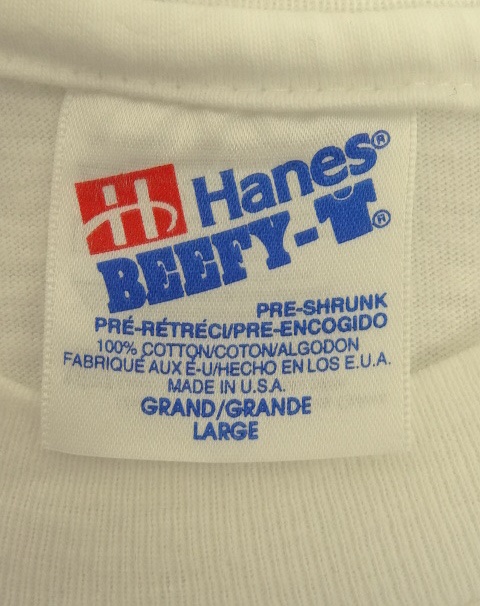 H Hanes®
BEEFY-T®
PRE-SHRUNK
PRÉ-RÉTRÉCI/PRE-ENCOGIDO
100% COTTON/COTON/ALGODON
FABRIQUÉ AUX É-U/HECHO EN LOS E.U.A.
MADE IN U.S.A.
GRAND/GRANDE
LARGE